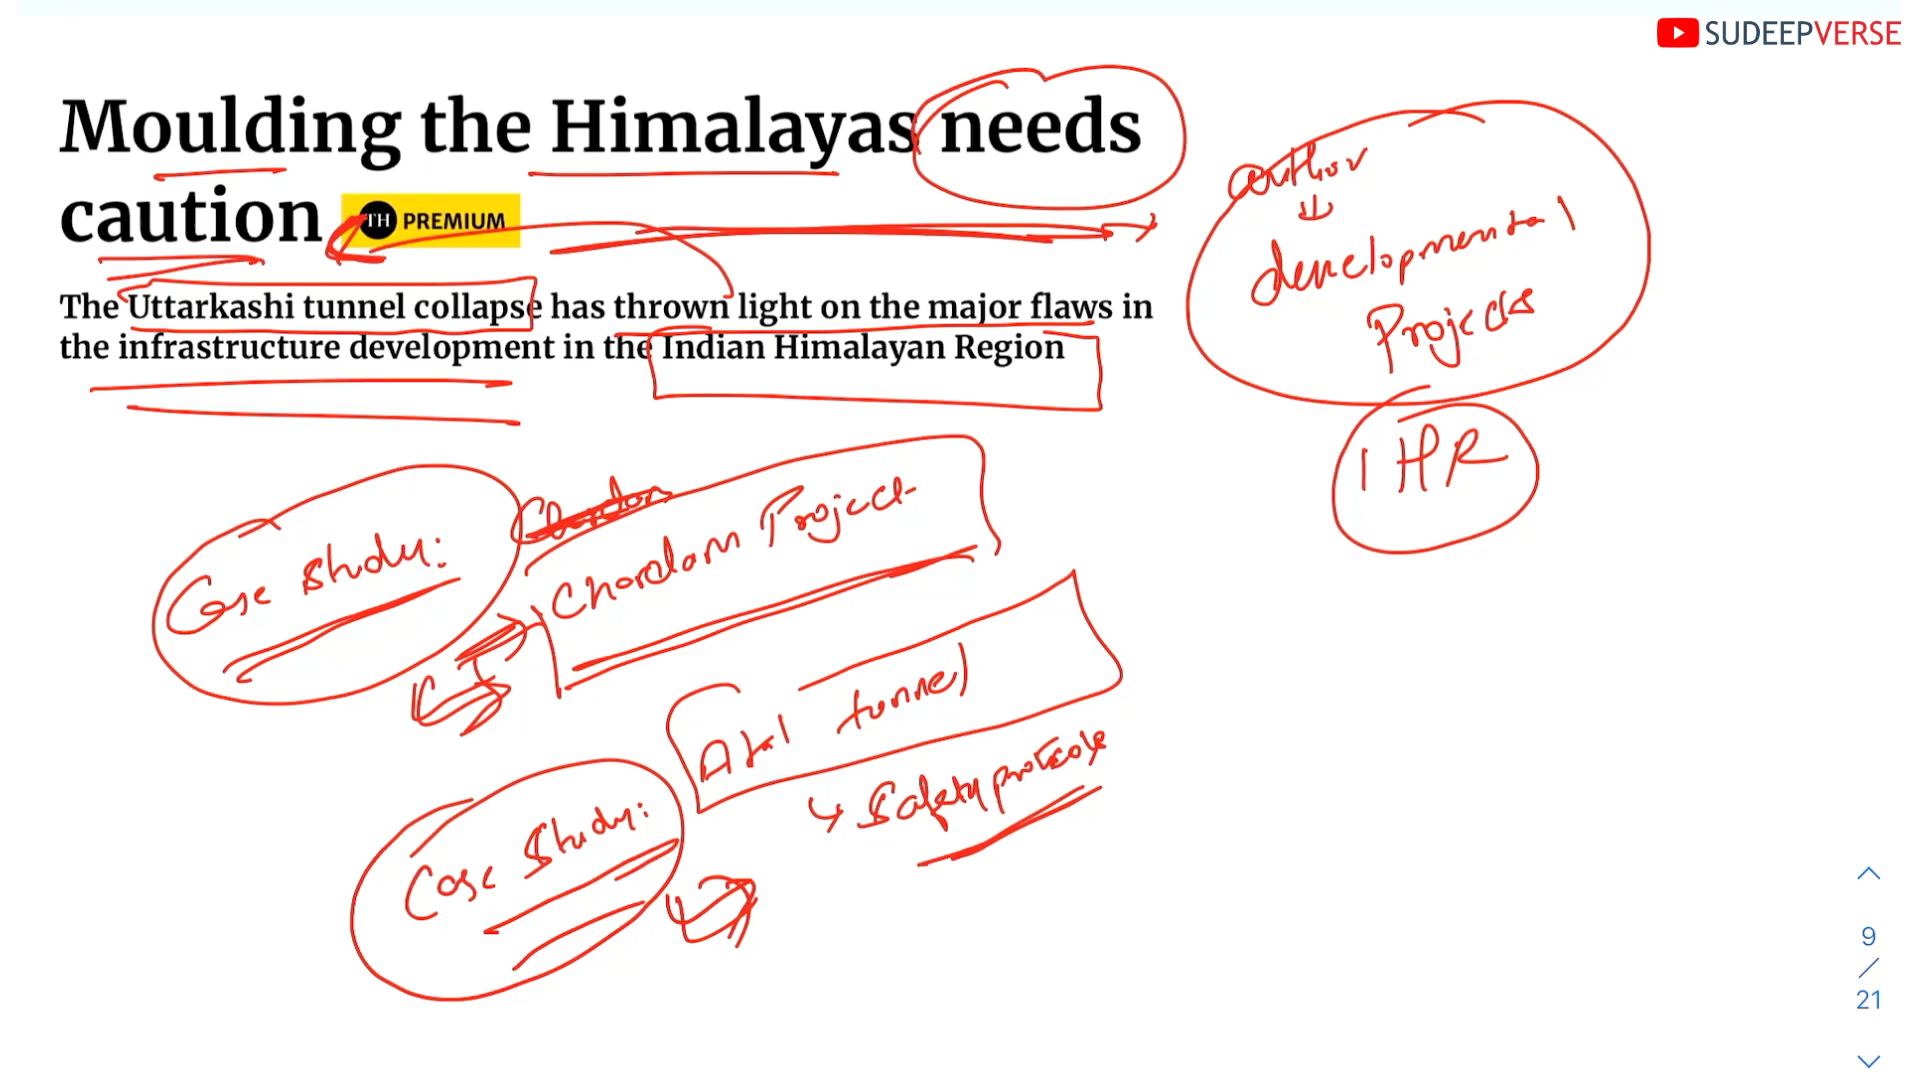 SUDEEPVERSE
Moulding the Himalayas needs
caution TH PREMIUM
The Uttarkashi tunnel collapse has thrown light on the major flaws in
the infrastructure development in the Indian Himalayan Region
author
developmental
Projects
IHR
Case Study:
Chardam Project
Atal tunnel
Safety protocols
Case Study:
9
/
21